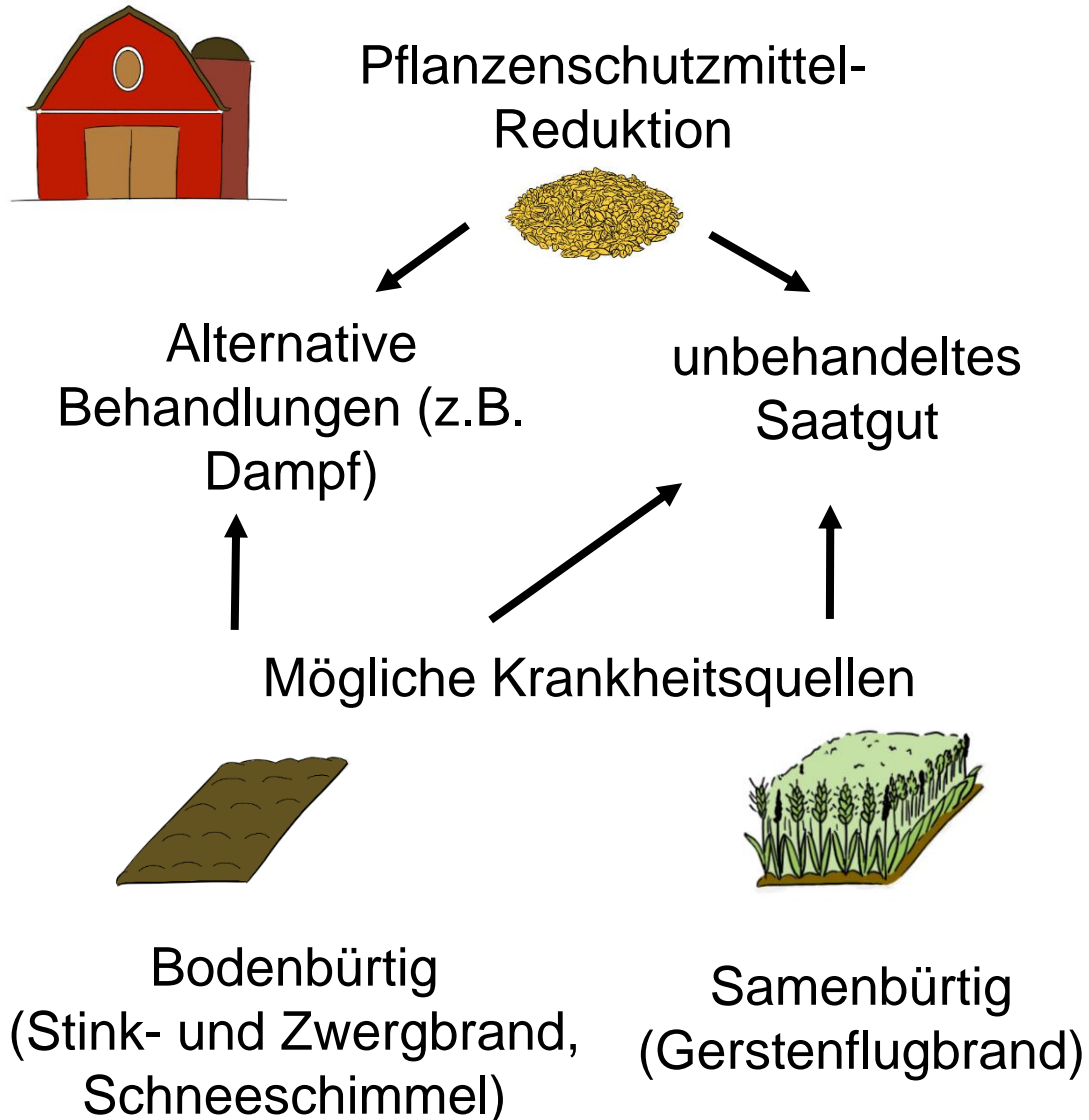 Pflanzenschutzmittel-
Reduktion
Alternative
Behandlungen (z.B.
Dampf)
unbehandeltes
Saatgut
Mögliche Krankheitsquellen
Bodenbürtig
(Stink- und Zwergbrand,
Schneeschimmel)
Samenbürtig
(Gerstenflugbrand)